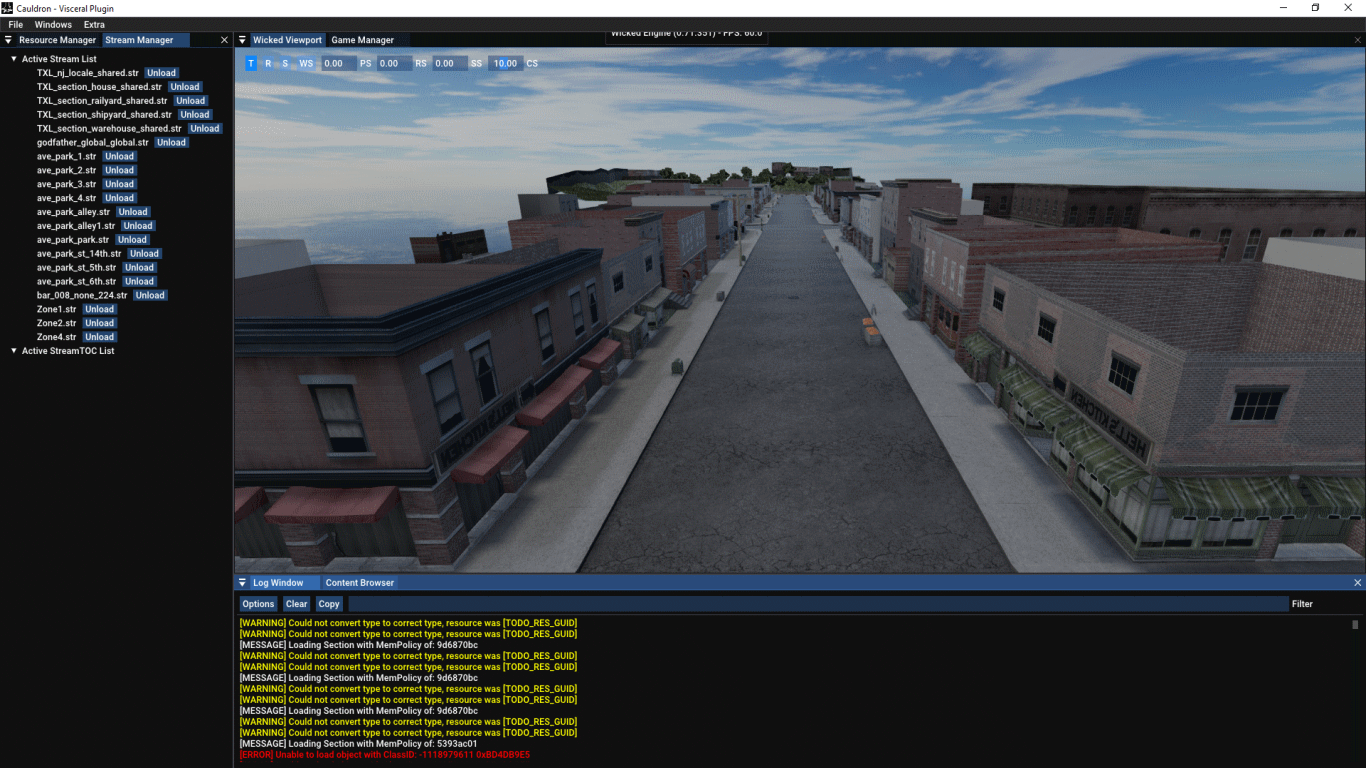 Cauldron - Visceral Plugin
File Windows Extra
Resource Manager Stream Manager
Wicked Viewport Game Manager
Wicked Engine (0.71.351) - FPS: 60.0
T R S WS 0.00 PS 0.00 RS 0.00 SS 10.00 CS
Active Stream List
TXL_nj_locale_shared.str Unload
TXL_section_house_shared.str Unload
TXL_section_railyard_shared.str Unload
TXL_section_shipyard_shared.str Unload
TXL_section_warehouse_shared.str Unload
godfather_global_global.str Unload
ave_park_1.str Unload
ave_park_2.str Unload
ave_park_3.str Unload
ave_park_4.str Unload
ave_park_alley.str Unload
ave_park_alley1.str Unload
ave_park_park.str Unload
ave_park_st_14th.str Unload
ave_park_st_5th.str Unload
ave_park_st_6th.str Unload
bar_008_none_224.str Unload
Zone1.str Unload
Zone2.str Unload
Zone4.str Unload
Active StreamTOC List
HELL'S KITCHEN
HELL'S KITCHEN
Log Window Content Browser
Options Clear Copy Filter
[WARNING] Could not convert type to correct type, resource was [TODO_RES_GUID]
[WARNING] Could not convert type to correct type, resource was [TODO_RES_GUID]
[MESSAGE] Loading Section with MemPolicy of: 9d6870bc
[WARNING] Could not convert type to correct type, resource was [TODO_RES_GUID]
[WARNING] Could not convert type to correct type, resource was [TODO_RES_GUID]
[MESSAGE] Loading Section with MemPolicy of: 9d6870bc
[WARNING] Could not convert type to correct type, resource was [TODO_RES_GUID]
[WARNING] Could not convert type to correct type, resource was [TODO_RES_GUID]
[MESSAGE] Loading Section with MemPolicy of: 9d6870bc
[WARNING] Could not convert type to correct type, resource was [TODO_RES_GUID]
[WARNING] Could not convert type to correct type, resource was [TODO_RES_GUID]
[MESSAGE] Loading Section with MemPolicy of: 5393ac01
[ERROR] Unable to load object with ClassID: -1118979611 0xBD4DB9E5